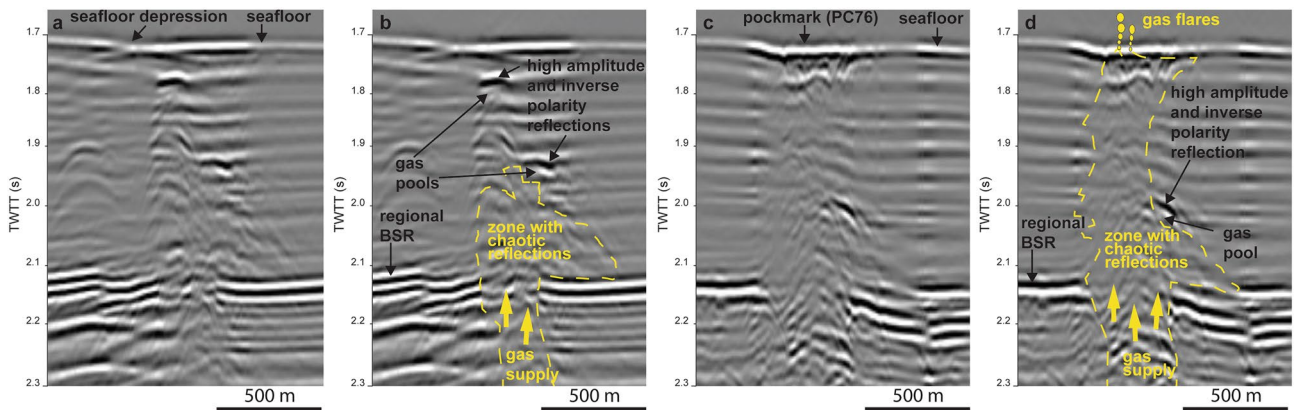 a
seafloor depression
seafloor
TWTT (s)
1.7
1.8
1.9
2.0
2.1
2.2
2.3
regional
BSR
500 m
b
TWTT (s)
1.7
1.8
1.9
2.0
2.1
2.2
2.3
high amplitude
and inverse
polarity
reflections
gas
pools
regional
BSR
zone with
chaotic
reflections
gas
supply
500 m
c
pockmark (PC76)
seafloor
TWTT (s)
1.7
1.8
1.9
2.0
2.1
2.2
2.3
500 m
d
gas flares
TWTT (s)
1.7
1.8
1.9
2.0
2.1
2.2
2.3
high amplitude
and inverse
polarity
reflection
regional
BSR
gas
pool
zone with
chaotic
reflections
gas
supply
500 m